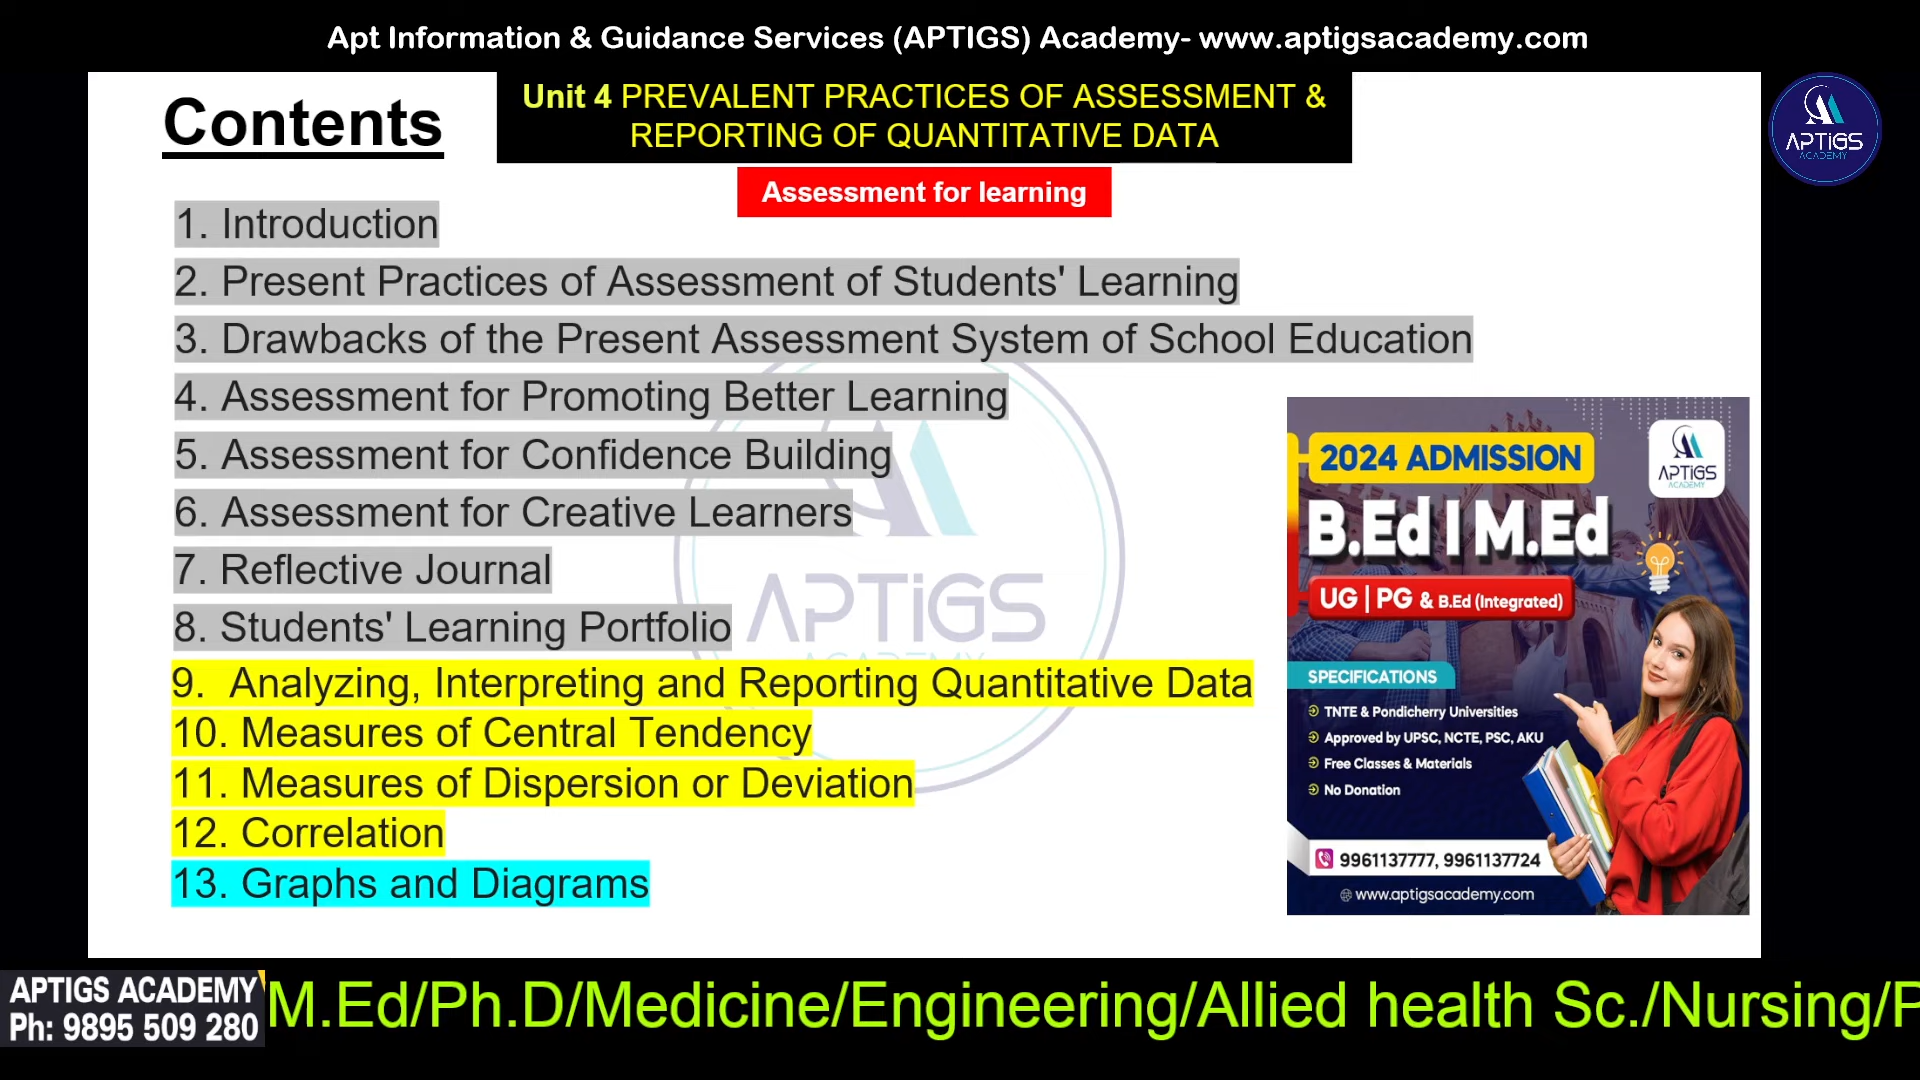 Apt Information & Guidance Services (APTIGS) Academy- www.aptigsacademy.com
Contents
Unit 4 PREVALENT PRACTICES OF ASSESSMENT &
REPORTING OF QUANTITATIVE DATA
APTiGS
ACADEMY
Assessment for learning
1. Introduction
2. Present Practices of Assessment of Students' Learning
3. Drawbacks of the Present Assessment System of School Education
4. Assessment for Promoting Better Learning
5. Assessment for Confidence Building
6. Assessment for Creative Learners
7. Reflective Journal
8. Students' Learning Portfolio
9. Analyzing, Interpreting and Reporting Quantitative Data
10. Measures of Central Tendency
11. Measures of Dispersion or Deviation
12. Correlation
13. Graphs and Diagrams
APTiGS
ACADEMY
2024 ADMISSION
APTiGS
ACADEMY
B.Ed | M.Ed
UG | PG & B.Ed (Integrated)
SPECIFICATIONS
TNTE & Pondicherry Universities
Approved by UPSC, NCTE, PSC, AKU
Free Classes & Materials
No Donation
9961137777, 9961137724
www.aptigsacademy.com
APTIGS ACADEMY
Ph: 9895 509 280
M.Ed/Ph.D/Medicine/Engineering/Allied health Sc./Nursing/P